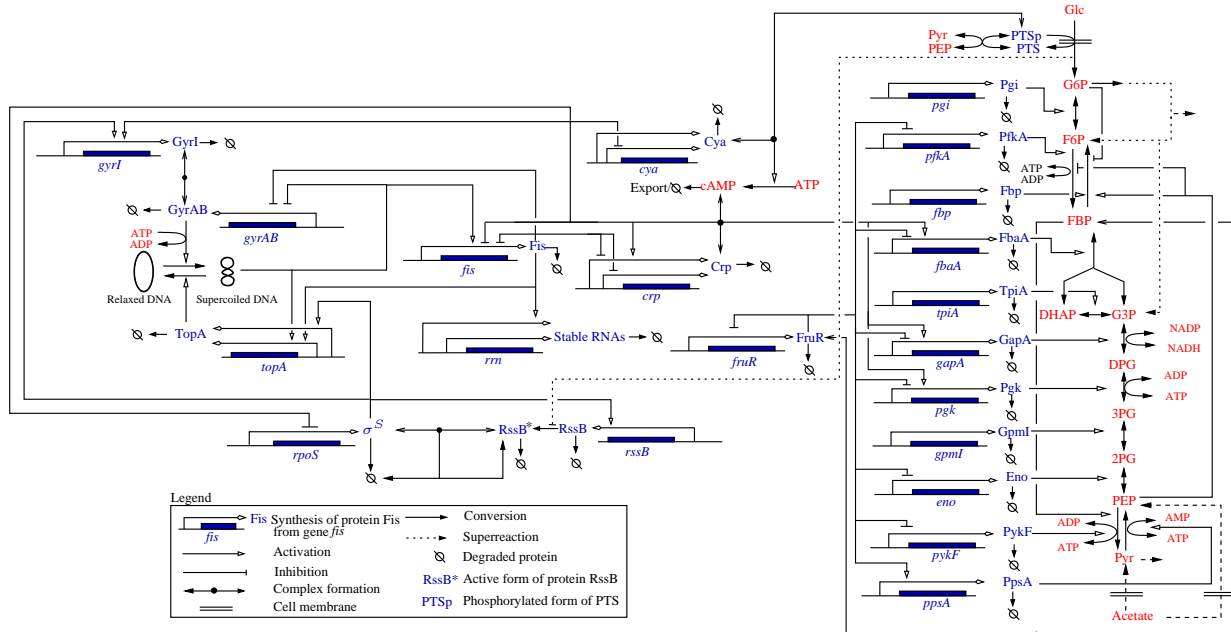 Glc
Pyr
PTSp
PEP
PTS
Pgi
G6P
pgi
Cya
cya
GyrI
gyrI
PfkA
F6P
pfkA
ATP
ADP
Export/
cAMP
ATP
Fbp
fbp
FBP
GyrAB
gyrAB
ATP
ADP
Fis
fis
Crp
crp
FbaA
fbaA
Relaxed DNA
Supercoiled DNA
TpiA
tpiA
DHAP
G3P
TopA
topA
Stable RNAs
rrn
FruR
fruR
GapA
gapA
NADP
NADH
DPG
Pgk
pgk
ADP
ATP
3PG
σS
rpoS
RssB*
RssB
rssB
GpmI
gpmI
2PG
Eno
eno
PEP
PykF
pykF
ADP
ATP
AMP
ATP
Pyr
PpsA
ppsA
Acetate
Legend
Fis Synthesis of protein Fis
fis from gene fis
Activation
Inhibition
Complex formation
Cell membrane
Conversion
Superreaction
Degraded protein
RssB* Active form of protein RssB
PTSp Phosphorylated form of PTS